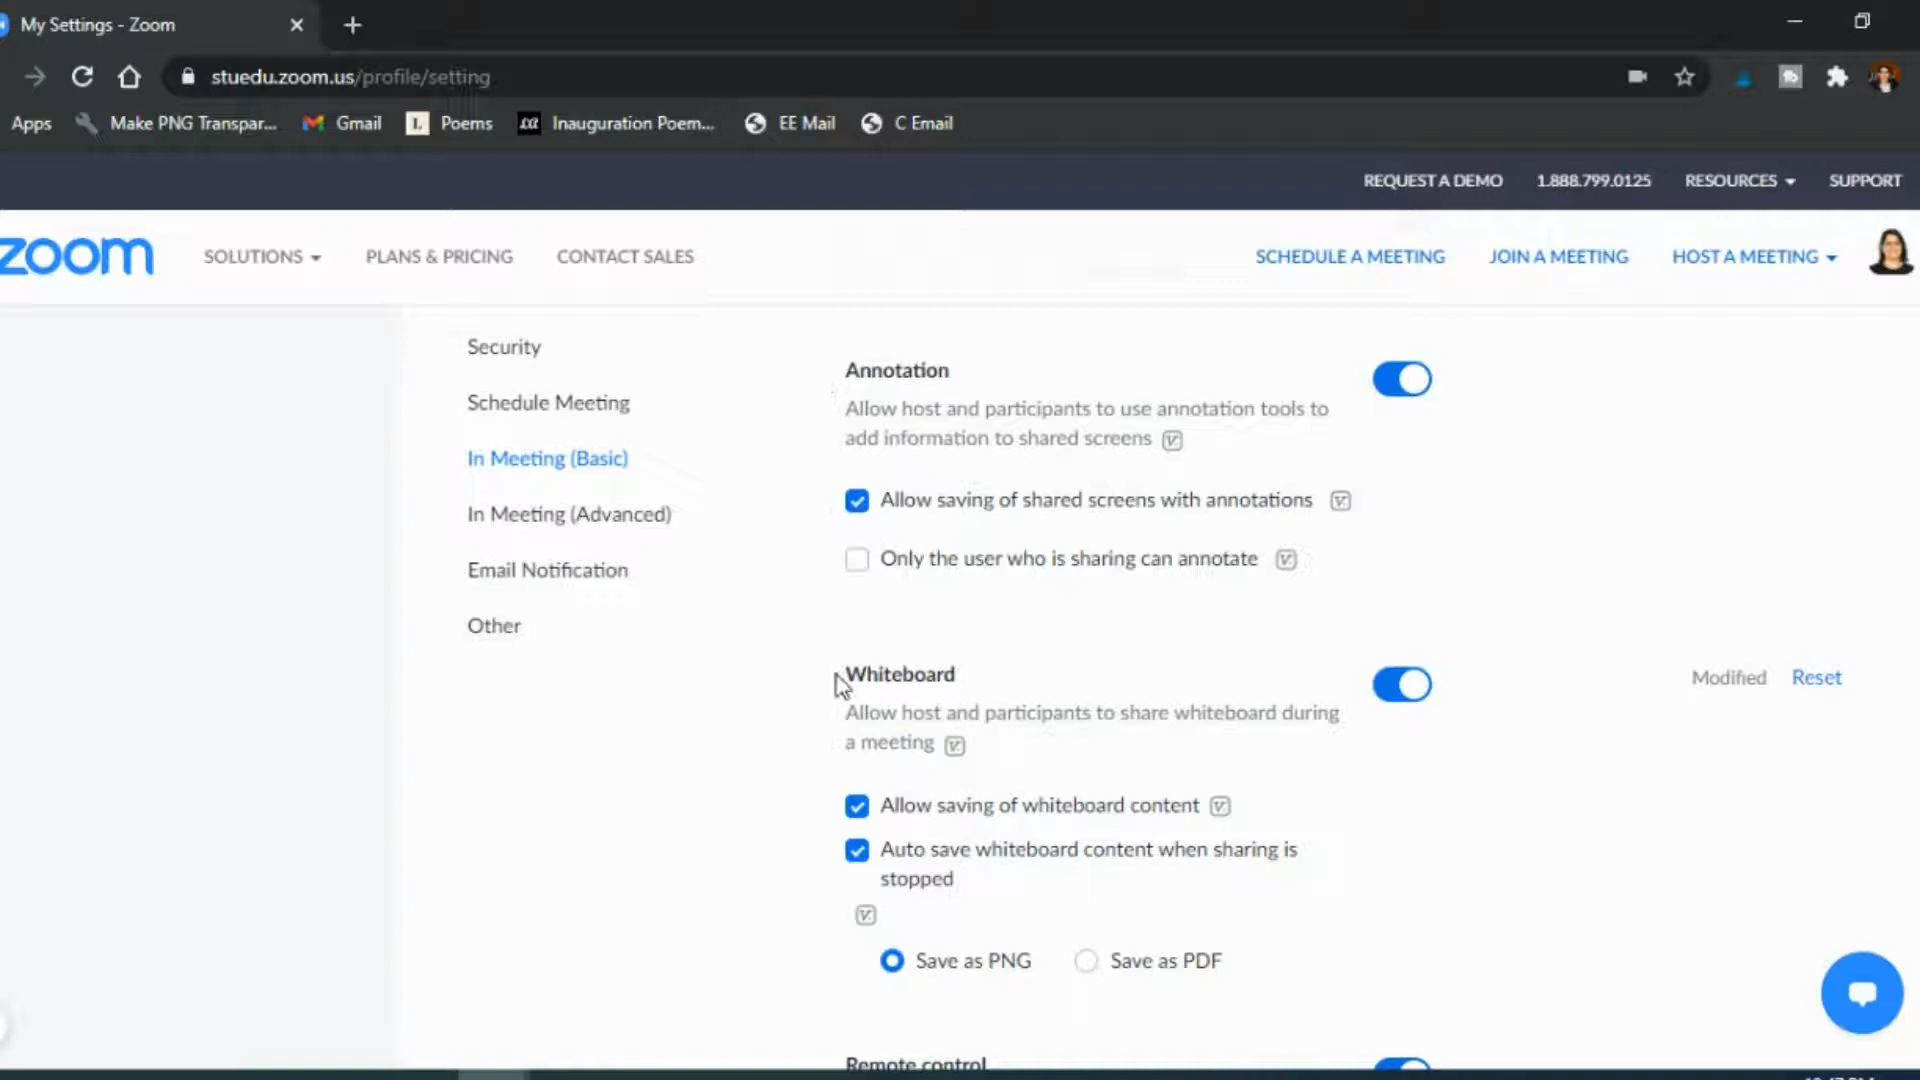 My Settings - Zoom
stuedu.zoom.us/profile/setting
Apps Make PNG Transpar... Gmail L Poems Inauguration Poem... EE Mail C Email
REQUEST A DEMO 1.888.799.0125 RESOURCES SUPPORT
zoom SOLUTIONS PLANS & PRICING CONTACT SALES SCHEDULE A MEETING JOIN A MEETING HOST A MEETING
Security
Schedule Meeting
In Meeting (Basic)
In Meeting (Advanced)
Email Notification
Other
Annotation
Allow host and participants to use annotation tools to
add information to shared screens
Allow saving of shared screens with annotations
Only the user who is sharing can annotate
Whiteboard
Modified Reset
Allow host and participants to share whiteboard during
a meeting
Allow saving of whiteboard content
Auto save whiteboard content when sharing is
stopped
Save as PNG Save as PDF
Remote control